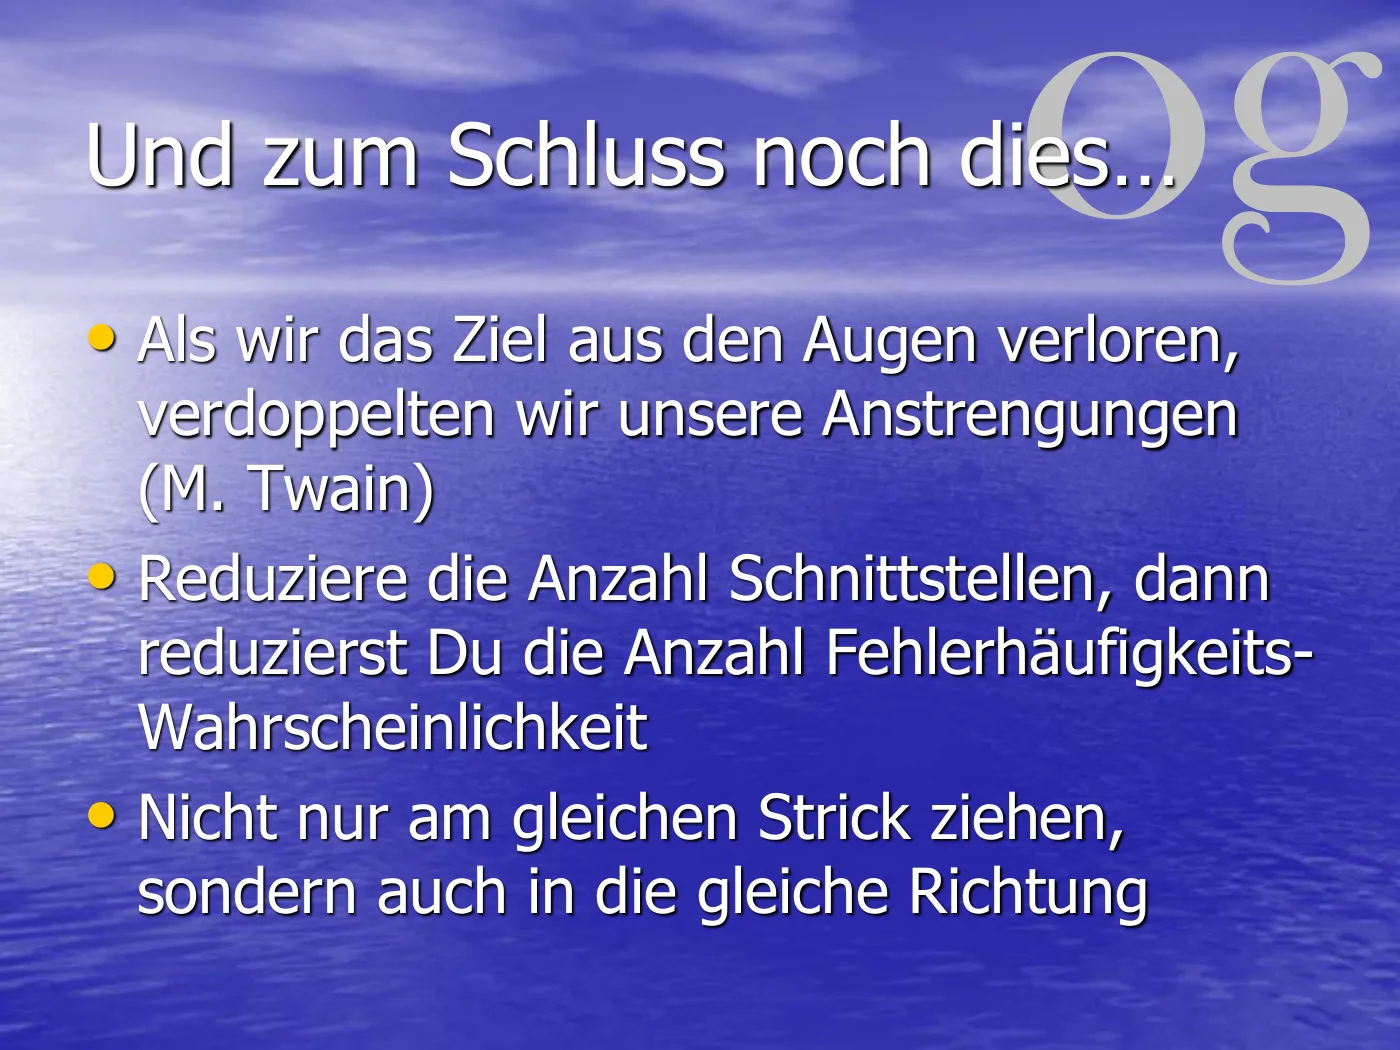 og
Und zum Schluss noch dies…
• Als wir das Ziel aus den Augen verloren,
verdoppelten wir unsere Anstrengungen
(M. Twain)
• Reduziere die Anzahl Schnittstellen, dann
reduzierst Du die Anzahl Fehlerhäufigkeits-
Wahrscheinlichkeit
• Nicht nur am gleichen Strick ziehen,
sondern auch in die gleiche Richtung